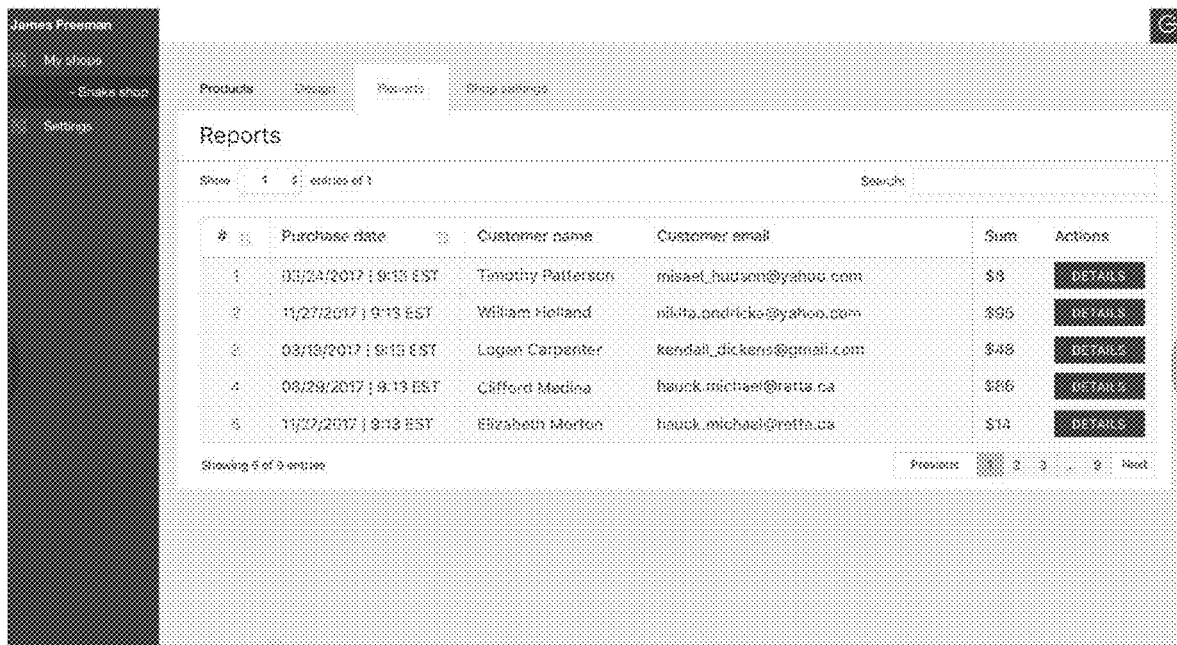 James Freeman
My shops
- Snake shop
Settings
Products Design Reports Shop settings
Reports
Show 1 entries of 1
Search:
# Purchase date Customer name Customer email Sum Actions
1 03/24/2017 | 9:13 EST Timothy Patterson misael_hudson@yahoo.com $8 DETAILS
2 11/27/2017 | 9:13 EST William Holland nikita.ondricka@yahoo.com $95 DETAILS
3 03/13/2017 | 9:13 EST Logan Carpenter kendall_dickens@gmail.com $48 DETAILS
4 08/29/2017 | 9:13 EST Clifford Medina hauck.michael@ratta.ca $86 DETAILS
5 11/27/2017 | 9:13 EST Elizabeth Morton hauck.michael@ratta.ca $14 DETAILS
Showing of entries
Previous 1 2 3 ... 9 Next